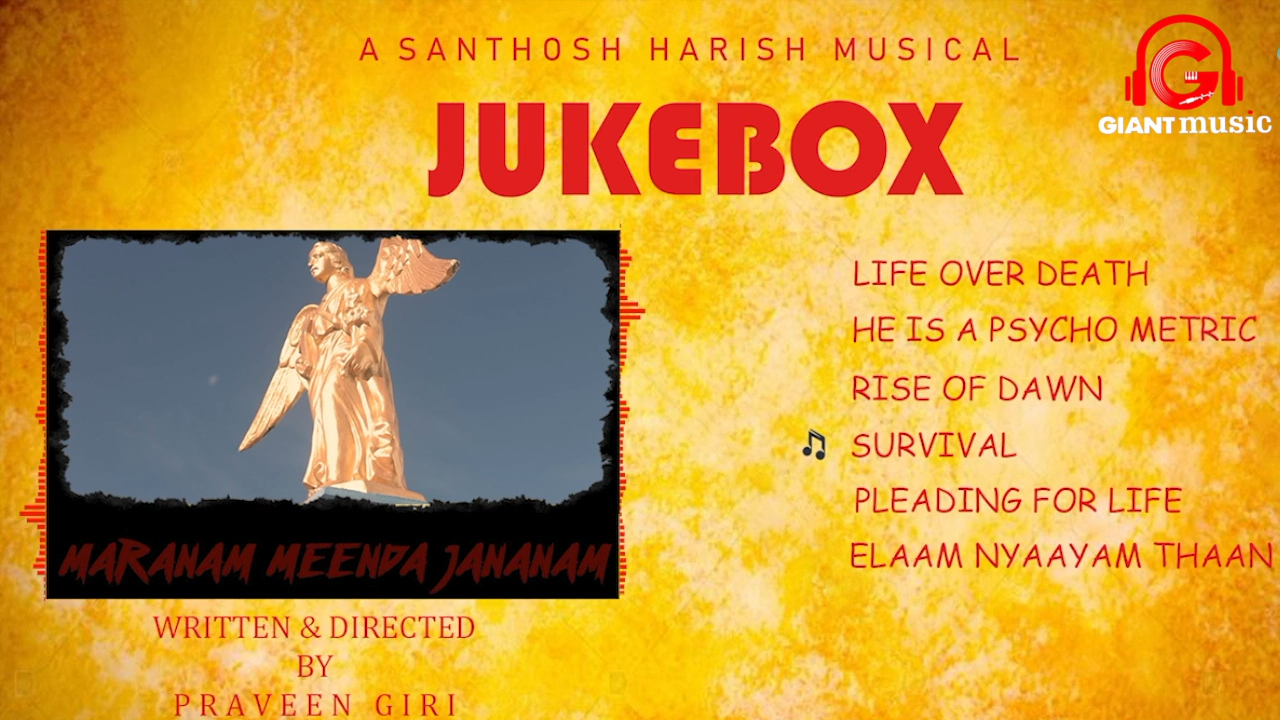 A SANTHOSH HARISH MUSICAL
JUKEBOX
GIANT music
LIFE OVER DEATH
HE IS A PSYCHO METRIC
RISE OF DAWN
SURVIVAL
PLEADING FOR LIFE
ELAAM NYAAYAM THAAN
MARANAM MEENDA JANANAM
WRITTEN & DIRECTED
BY
PRAVEEN GIRI